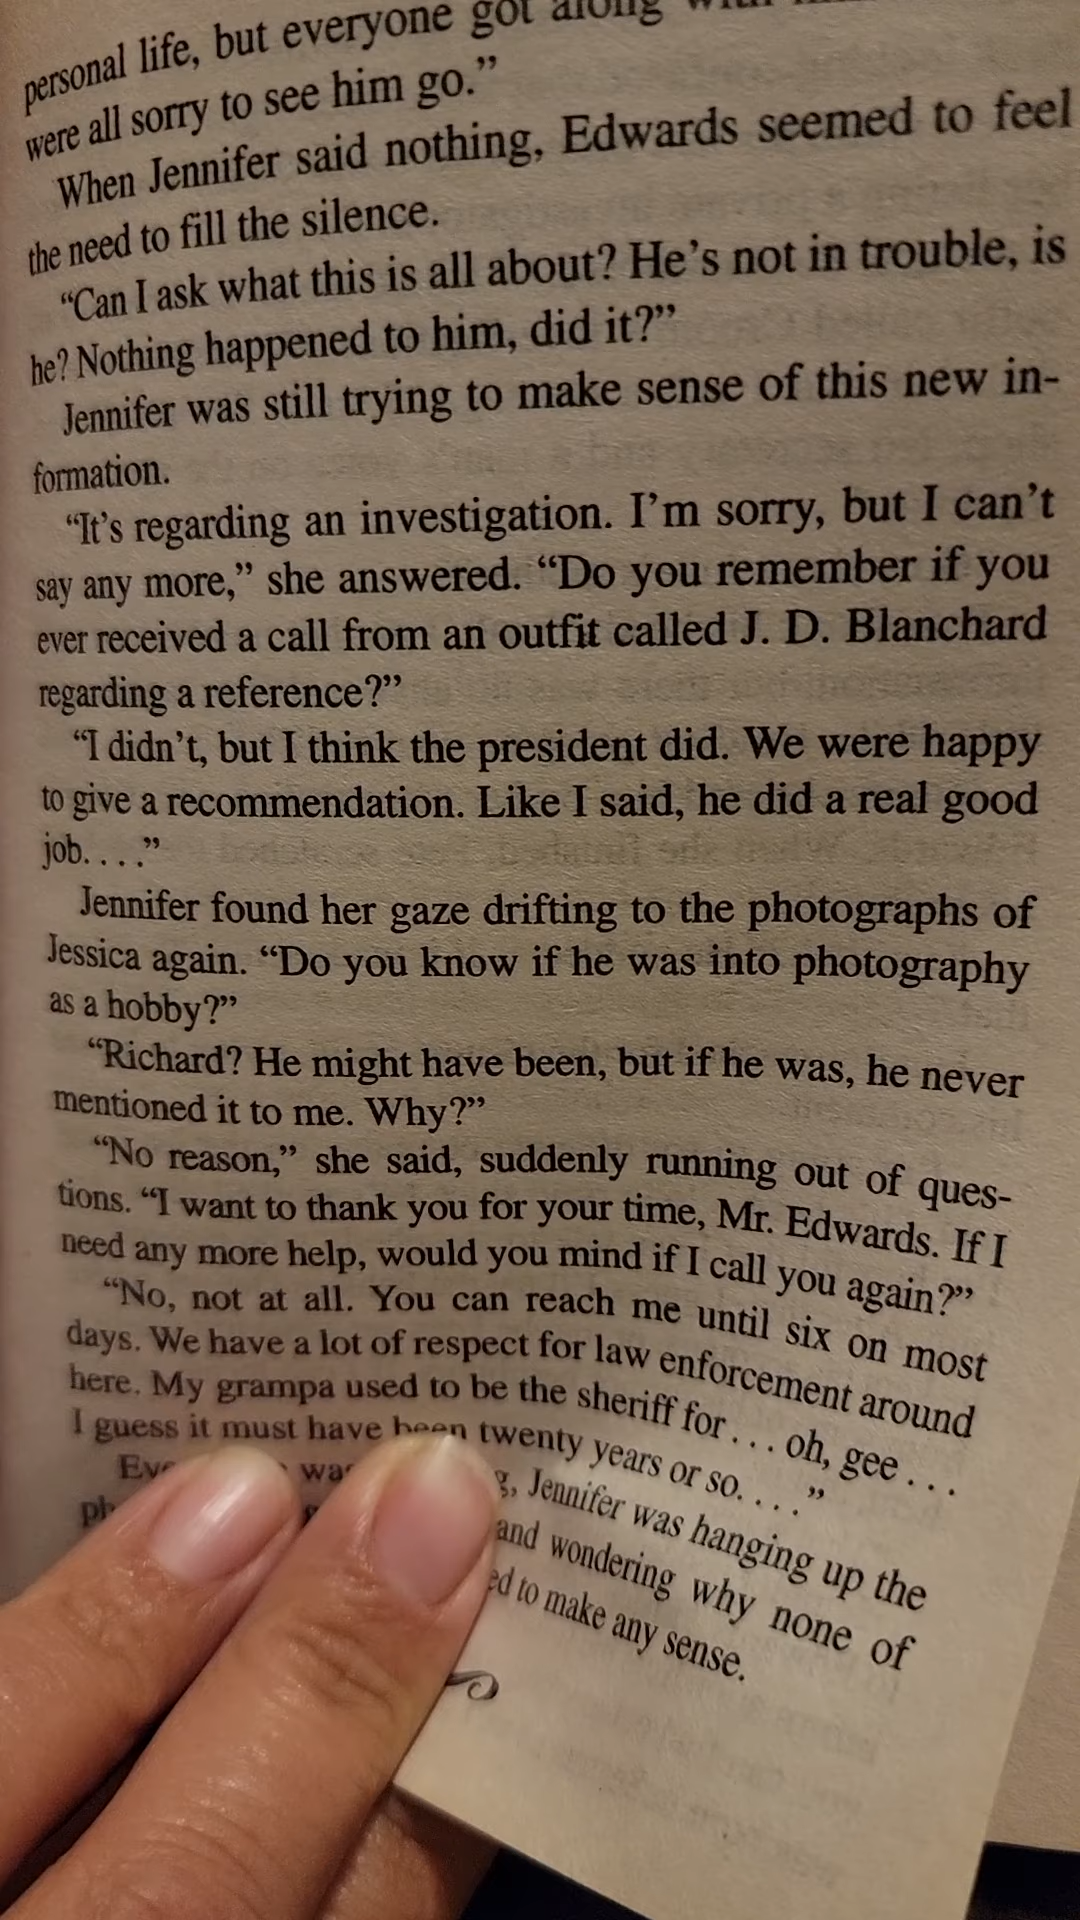 personal life, but everyone got along with
were all sorry to see him go.”
When Jennifer said nothing, Edwards seemed to feel
the need to fill the silence.
“Can I ask what this is all about? He’s not in trouble, is
he? Nothing happened to him, did it?”
Jennifer was still trying to make sense of this new in-
formation.
“It’s regarding an investigation. I’m sorry, but I can’t
say any more,” she answered. “Do you remember if you
ever received a call from an outfit called J. D. Blanchard
regarding a reference?”
“I didn’t, but I think the president did. We were happy
to give a recommendation. Like I said, he did a real good
job. . . .”
Jennifer found her gaze drifting to the photographs of
Jessica again. “Do you know if he was into photography
as a hobby?”
“Richard? He might have been, but if he was, he never
mentioned it to me. Why?”
“No reason,” she said, suddenly running out of ques-
tions. “I want to thank you for your time, Mr. Edwards. If I
need any more help, would you mind if I call you again?”
“No, not at all. You can reach me until six on most
days. We have a lot of respect for law enforcement around
here. My grampa used to be the sheriff for . . . oh, gee . . .
I guess it must have been twenty years or so. . . .”
Jennifer was hanging up the
and wondering why none of
to make any sense.